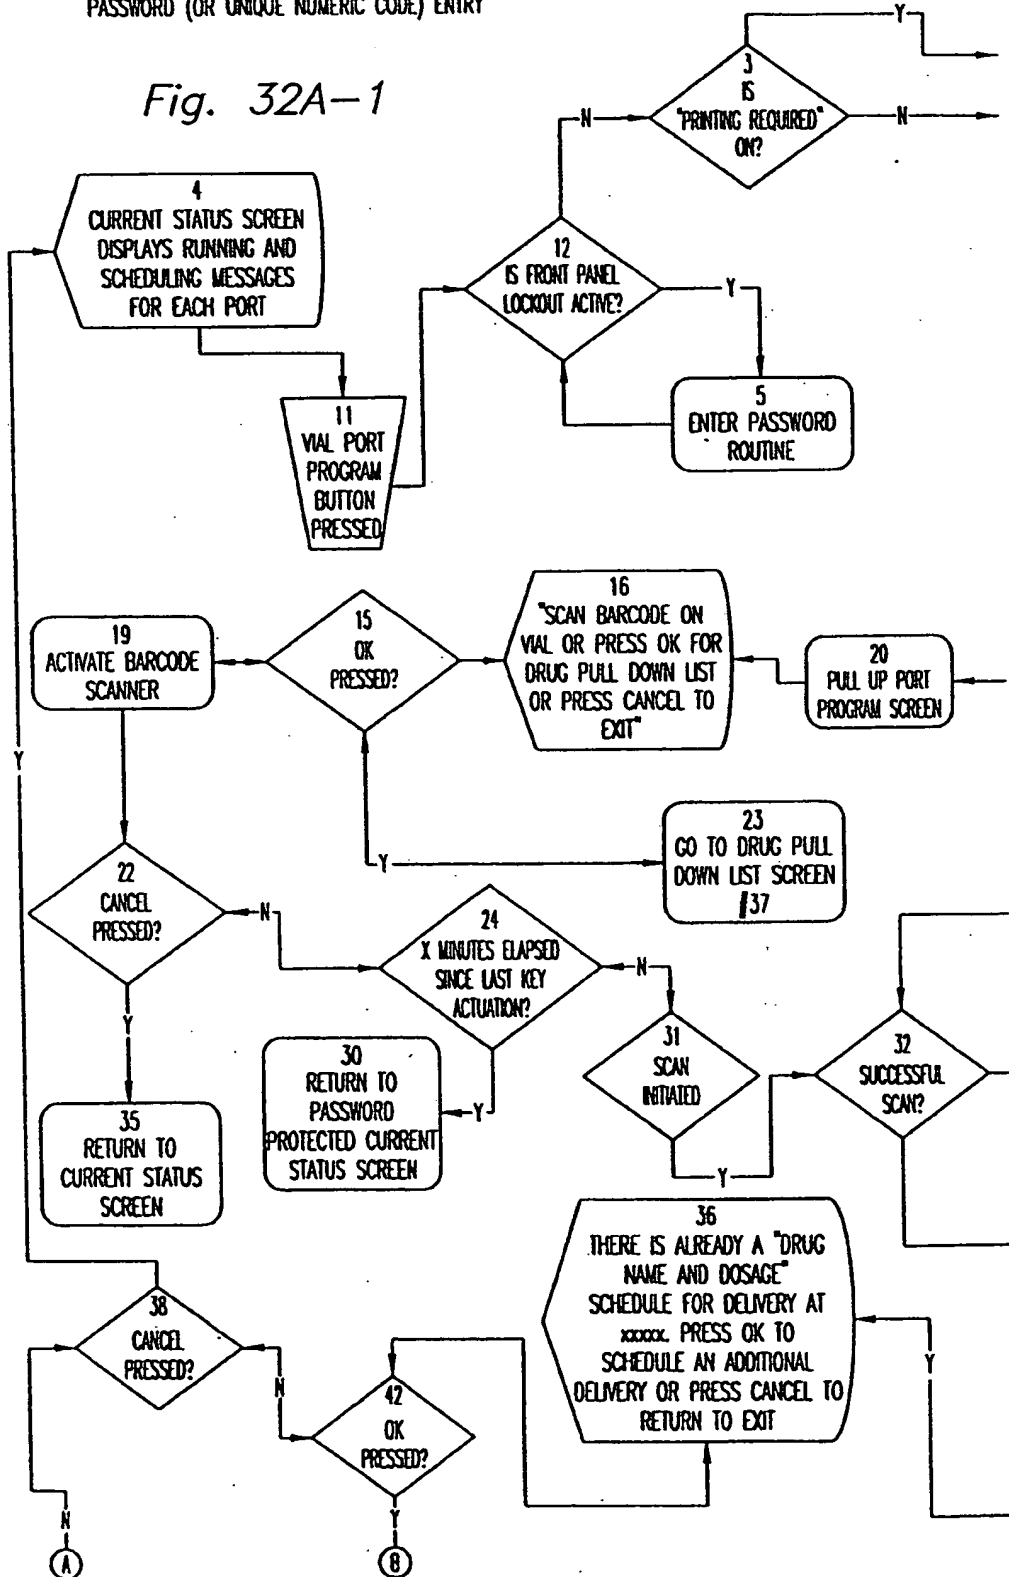 PASSWORD (OR UNIQUE NUMERIC CODE) ENTRY
Fig. 32A-1
Y
3
IS
"PRINTING REQUIRED"
ON?
N
N
4
CURRENT STATUS SCREEN
DISPLAYS RUNNING AND
SCHEDULING MESSAGES
FOR EACH PORT
12
IS FRONT PANEL
LOCKOUT ACTIVE?
Y
5
ENTER PASSWORD
ROUTINE
11
VIAL PORT
PROGRAM
BUTTON
PRESSED
16
"SCAN BARCODE ON
VIAL OR PRESS OK FOR
DRUG PULL DOWN LIST
OR PRESS CANCEL TO
EXIT"
15
OK
PRESSED?
19
ACTIVATE BARCODE
SCANNER
20
PULL UP PORT
PROGRAM SCREEN
Y
23
GO TO DRUG PULL
DOWN LIST SCREEN
#37
Y
22
CANCEL
PRESSED?
N
24
X MINUTES ELAPSED
SINCE LAST KEY
ACTUATION?
N
Y
31
SCAN
INITIATED
32
SUCCESSFUL
SCAN?
30
RETURN TO
PASSWORD
PROTECTED CURRENT
STATUS SCREEN
Y
Y
35
RETURN TO
CURRENT STATUS
SCREEN
36
THERE IS ALREADY A "DRUG
NAME AND DOSAGE"
SCHEDULE FOR DELIVERY AT
xxxxx. PRESS OK TO
SCHEDULE AN ADDITIONAL
DELIVERY OR PRESS CANCEL TO
RETURN TO EXIT
38
CANCEL
PRESSED?
Y
N
42
OK
PRESSED?
N
Y
A
B